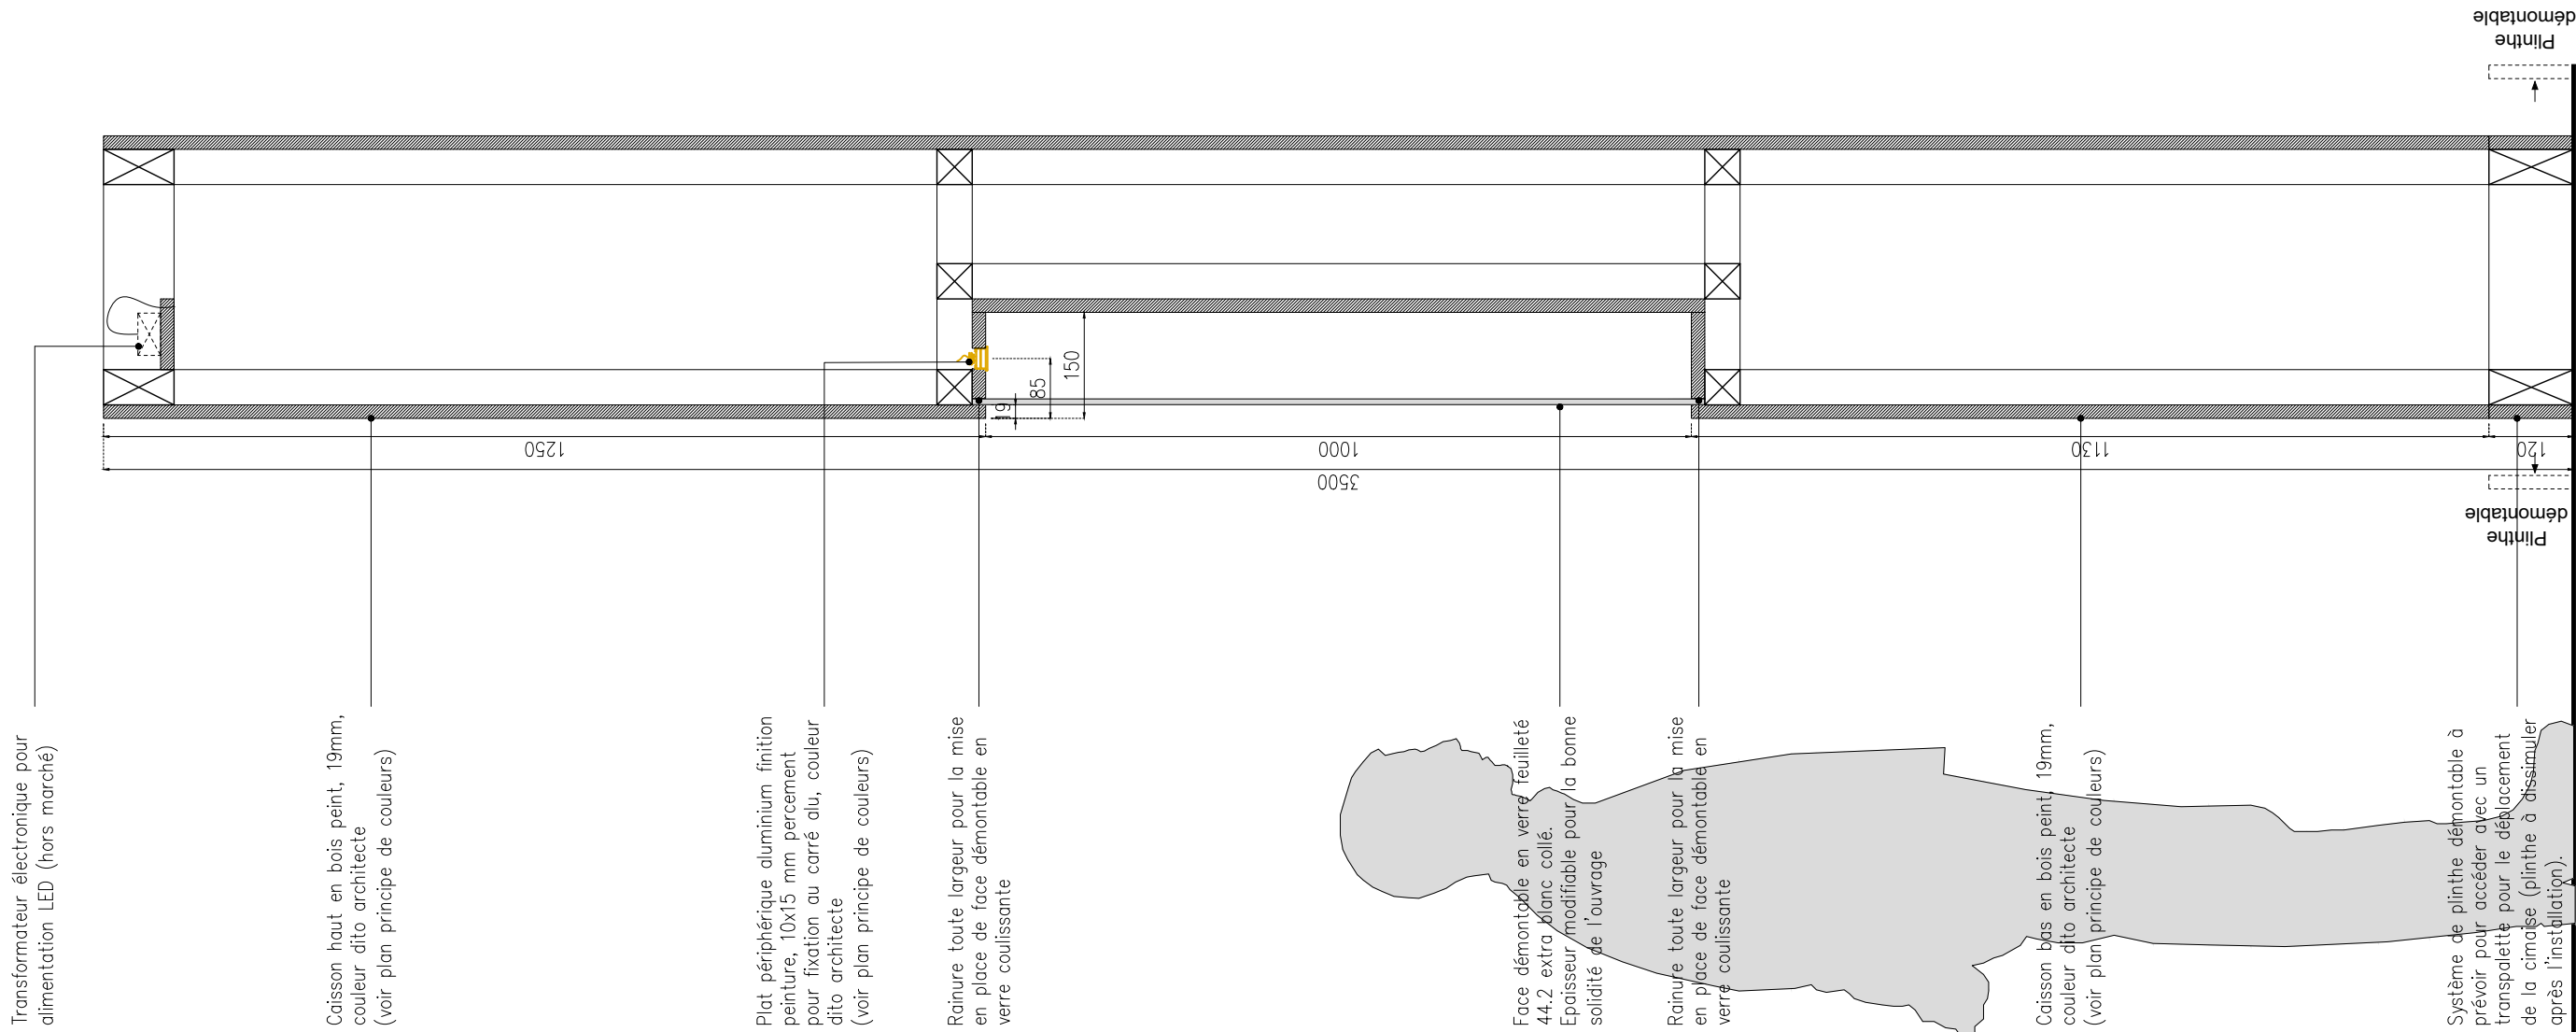 Transformateur électronique pour
alimentation LED (hors marché)
Caisson haut en bois peint, 19mm,
couleur dito architecte
(voir plan principe de couleurs)
Plat périphérique aluminium finition
peinture, 10x15 mm percement
pour fixation au carré alu, couleur
dito architecte
(voir plan principe de couleurs)
Rainure toute largeur pour la mise
en place de face démontable en
verre coulissante
Face démontable en verre feuilleté
44.2 extra blanc collé.
Epaisseur modifiable pour la bonne
solidité de l'ouvrage
Rainure toute largeur pour la mise
en place de face démontable en
verre coulissante
Caisson bas en bois peint, 19mm,
couleur dito architecte
(voir plan principe de couleurs)
Système de plinthe démontable à
prévoir pour accéder avec un
transpalette pour le déplacement
de la cimaise (plinthe à dissimuler
après l'installation).
1250
1000
1130
120
3500
19
85
150
Plinthe
démontable
Plinthe
démontable